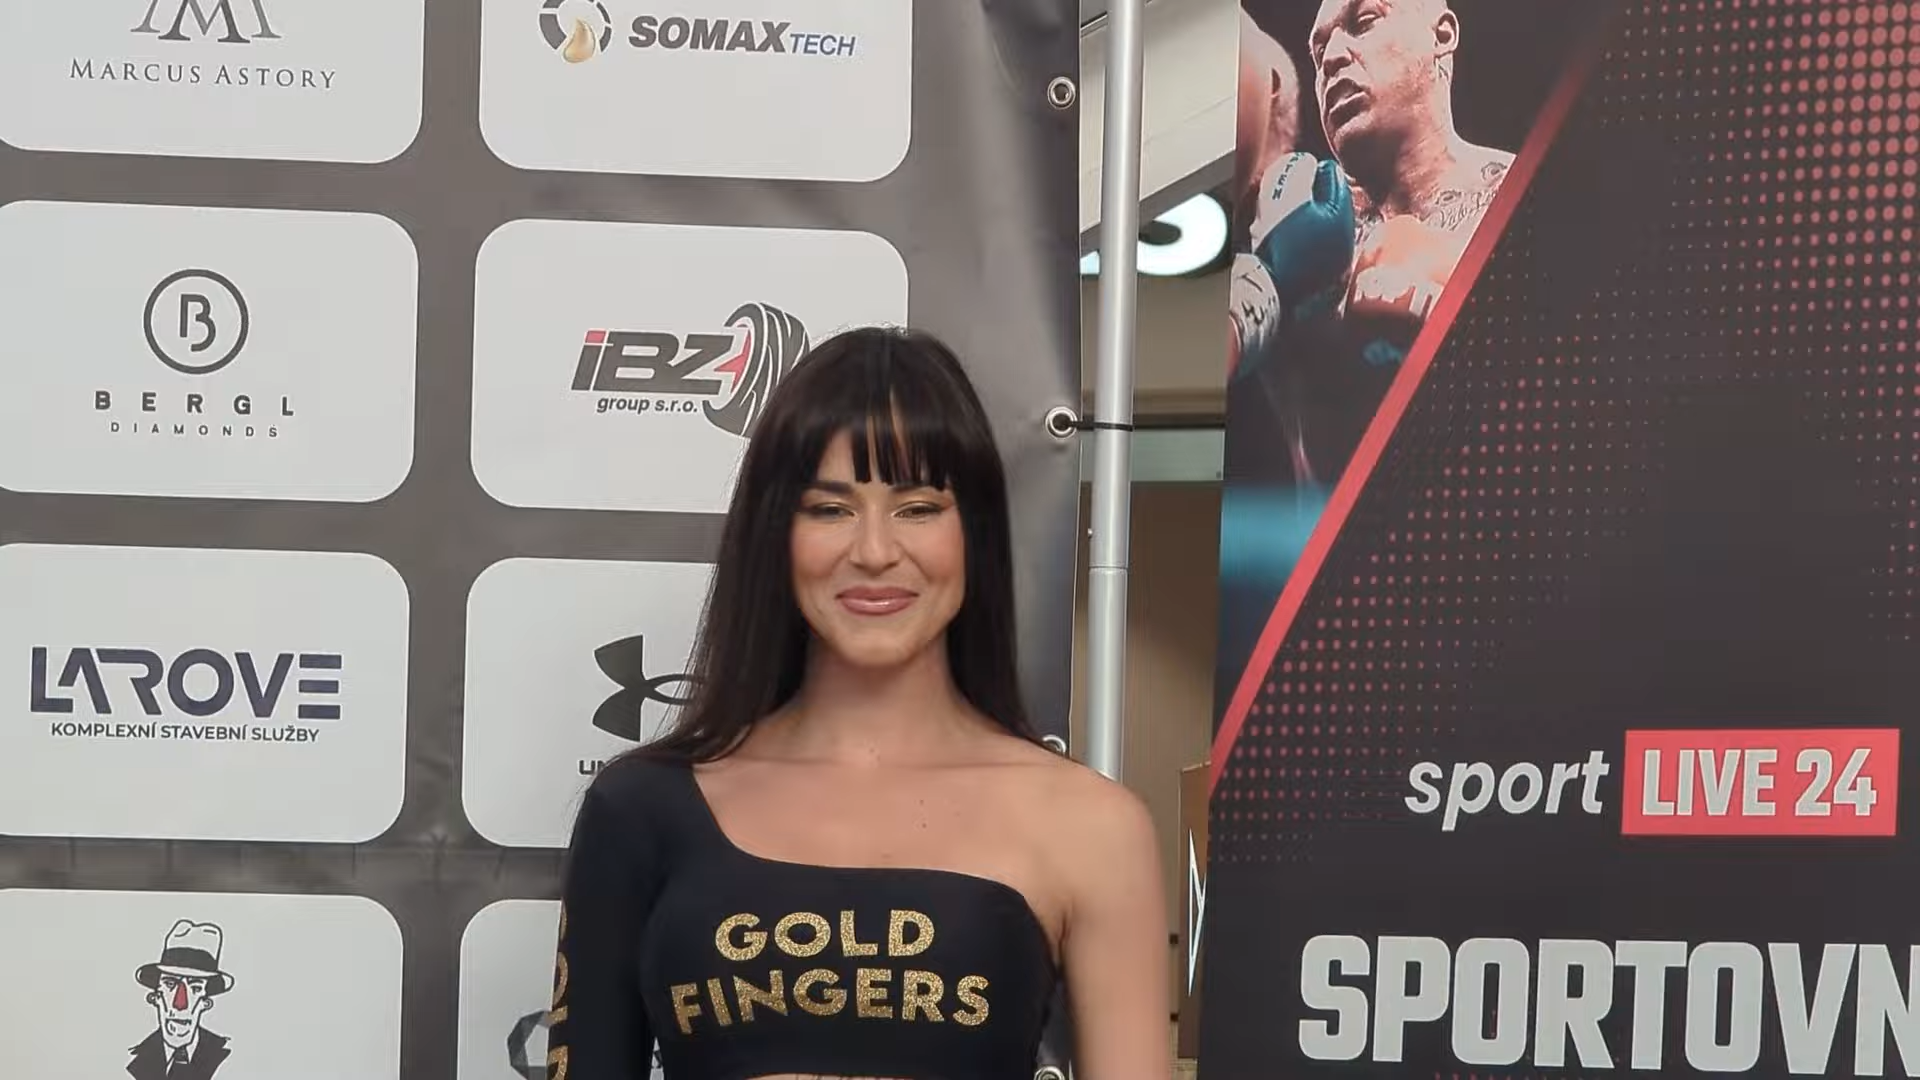 MARCUS ASTORY
SOMAXTECH
B
BERGL
DIAMONDS
iBZ
group s.r.o.
LAROVE
KOMPLEXNÍ STAVEBNÍ SLUŽBY
GOLD
FINGERS
sport LIVE 24
SPORTOVN